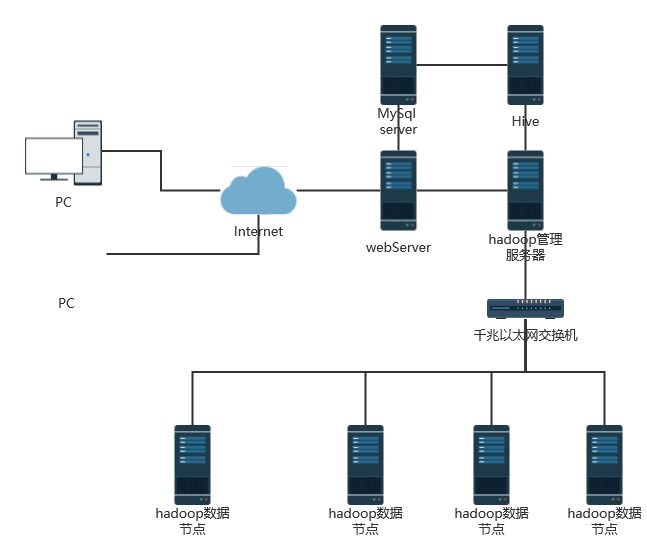 MySql
server
Hive
PC
Internet
webServer
hadoop管理
服务器
PC
千兆以太网交换机
hadoop数据
节点
hadoop数据
节点
hadoop数据
节点
hadoop数据
节点